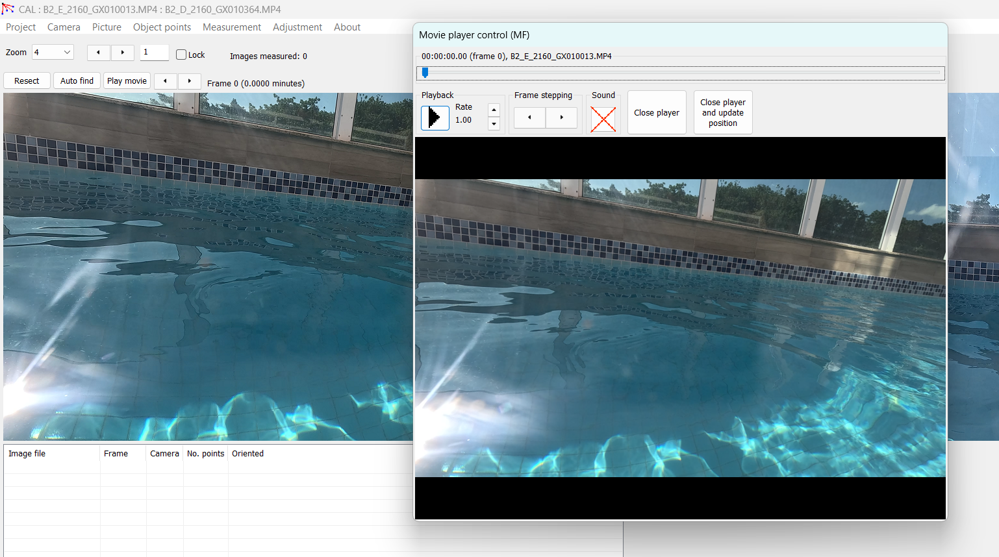 CAL : B2_E_2160_GX010013.MP4 : B2_D_2160_GX010364.MP4
Project Camera Picture Object points Measurement Adjustment About
Zoom 4 1 Lock Images measured: 0
Resect Auto find Play movie Frame 0 (0.0000 minutes)
Movie player control (MF)
00:00:00.00 (frame 0), B2_E_2160_GX010013.MP4
Playback Frame stepping Sound
Rate
1.00
Close player
Close player
and update
position
Image file Frame Camera No. points Oriented